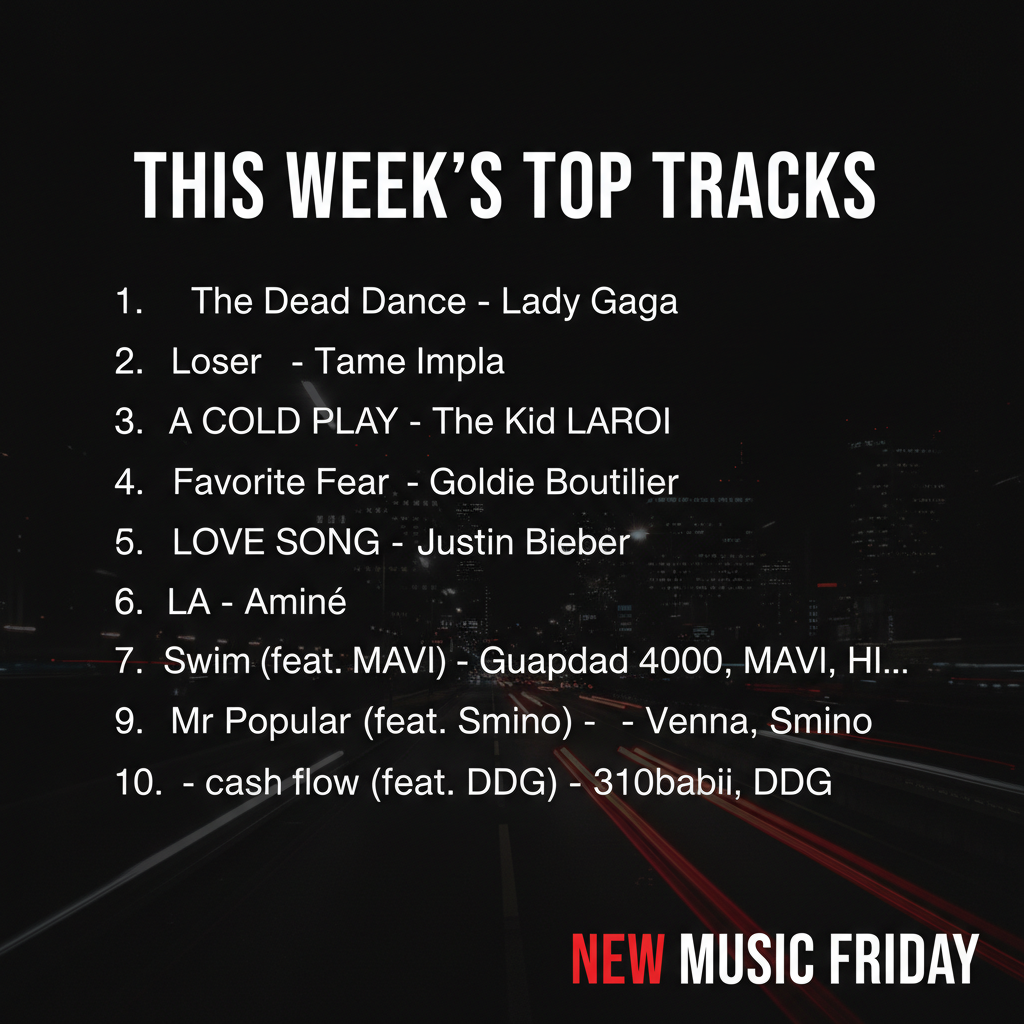 THIS WEEK’S TOP TRACKS
1. The Dead Dance - Lady Gaga
2. Loser - Tame Impla
3. A COLD PLAY - The Kid LAROI
4. Favorite Fear - Goldie Boutilier
5. LOVE SONG - Justin Bieber
6. LA - Aminé
7. Swim (feat. MAVI) - Guapdad 4000, MAVI, HI...
9. Mr Popular (feat. Smino) - - Venna, Smino
10. - cash flow (feat. DDG) - 310babii, DDG
NEW MUSIC FRIDAY